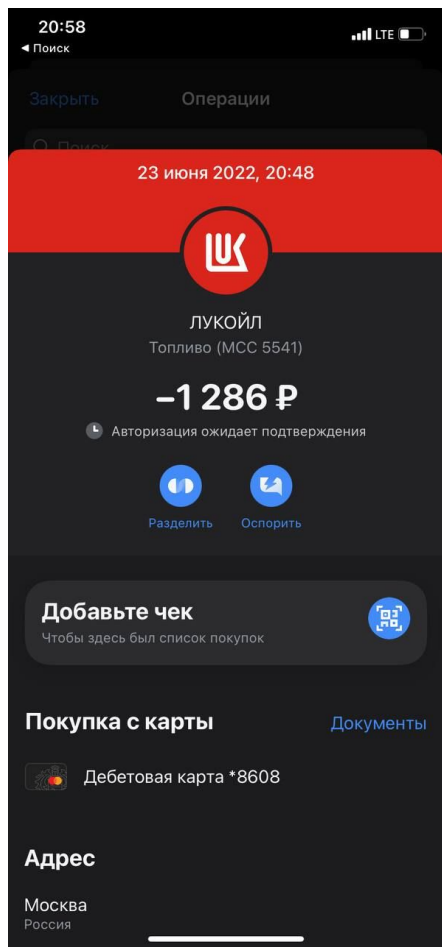 20:58
LTE
◀ Поиск
Закрыть
Операции
Поиск
23 июня 2022, 20:48
LUK
ЛУКОЙЛ
Топливо (MCC 5541)
–1 286 ₽
Авторизация ожидает подтверждения
Разделить
Оспорить
Добавьте чек
Чтобы здесь был список покупок
Покупка с карты
Документы
Дебетовая карта *8608
Адрес
Москва
Россия